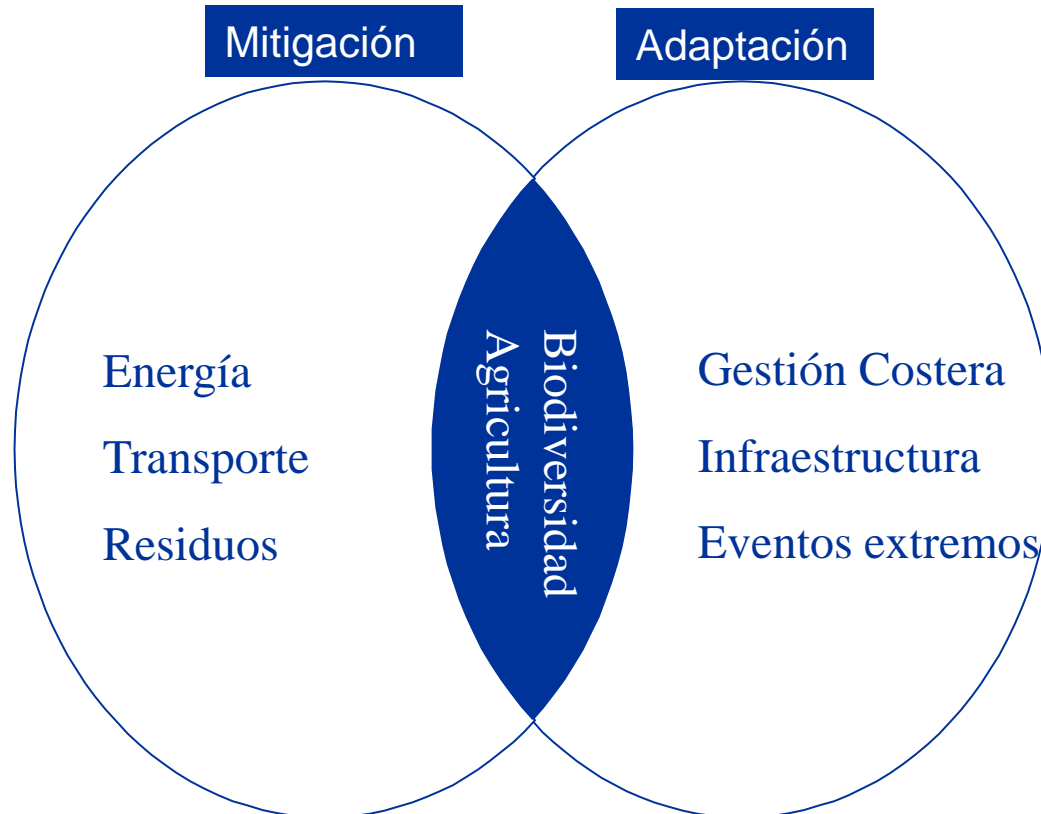 Mitigación
Adaptación
Energía
Transporte
Residuos
Biodiversidad
Agricultura
Gestión Costera
Infraestructura
Eventos extremos